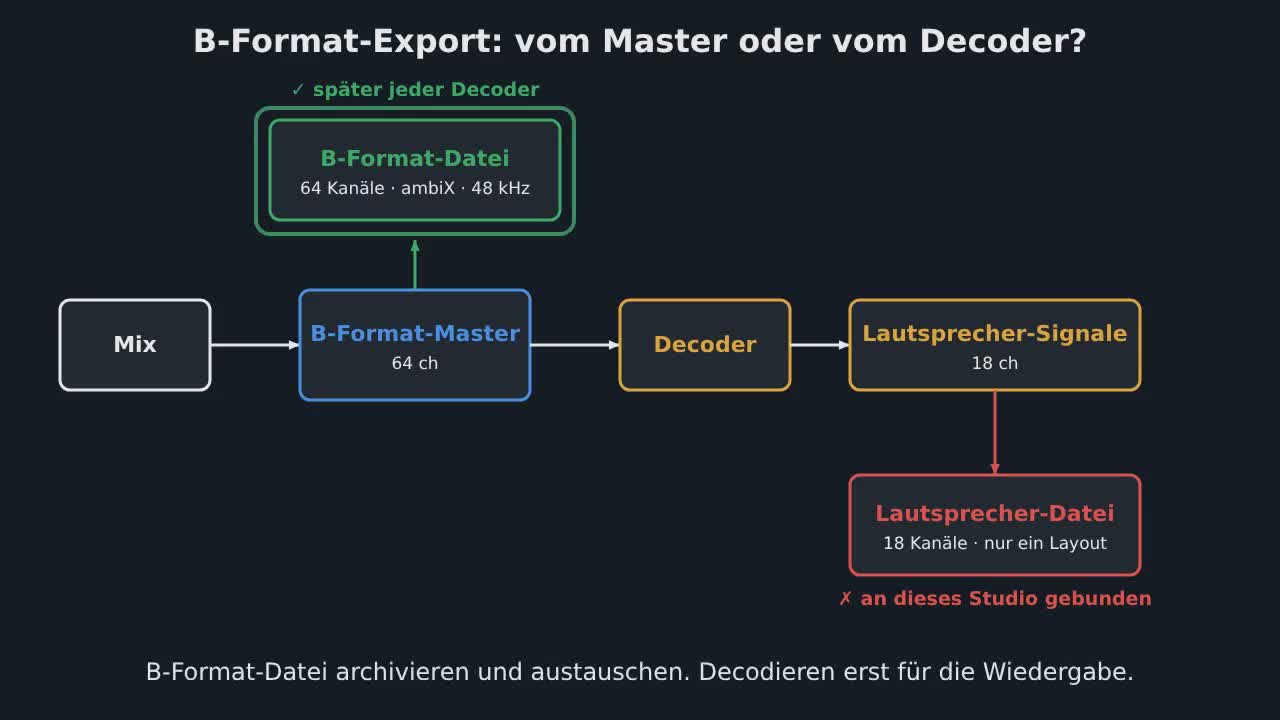 B-Format-Export: vom Master oder vom Decoder?
✓ später jeder Decoder
B-Format-Datei
64 Kanäle · ambiX · 48 kHz
Mix
B-Format-Master
64 ch
Decoder
Lautsprecher-Signale
18 ch
Lautsprecher-Datei
18 Kanäle · nur ein Layout
✗ an dieses Studio gebunden
B-Format-Datei archivieren und austauschen. Decodieren erst für die Wiedergabe.